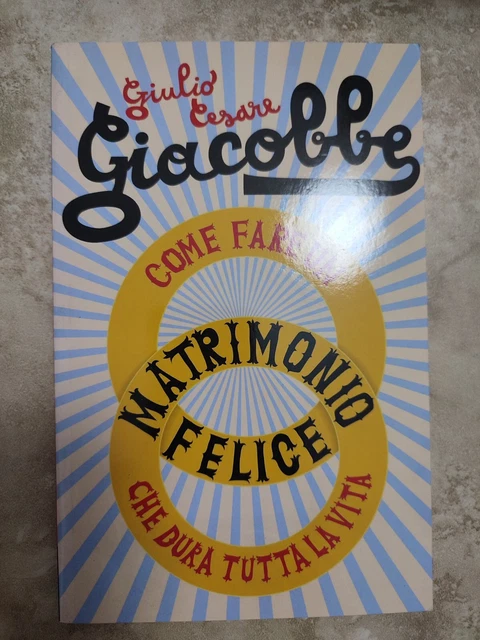 Giulio
Cesare
Giacobbe
COME
MATRIMONIO
FELICE
CHE DURA TUTTA LA VITA